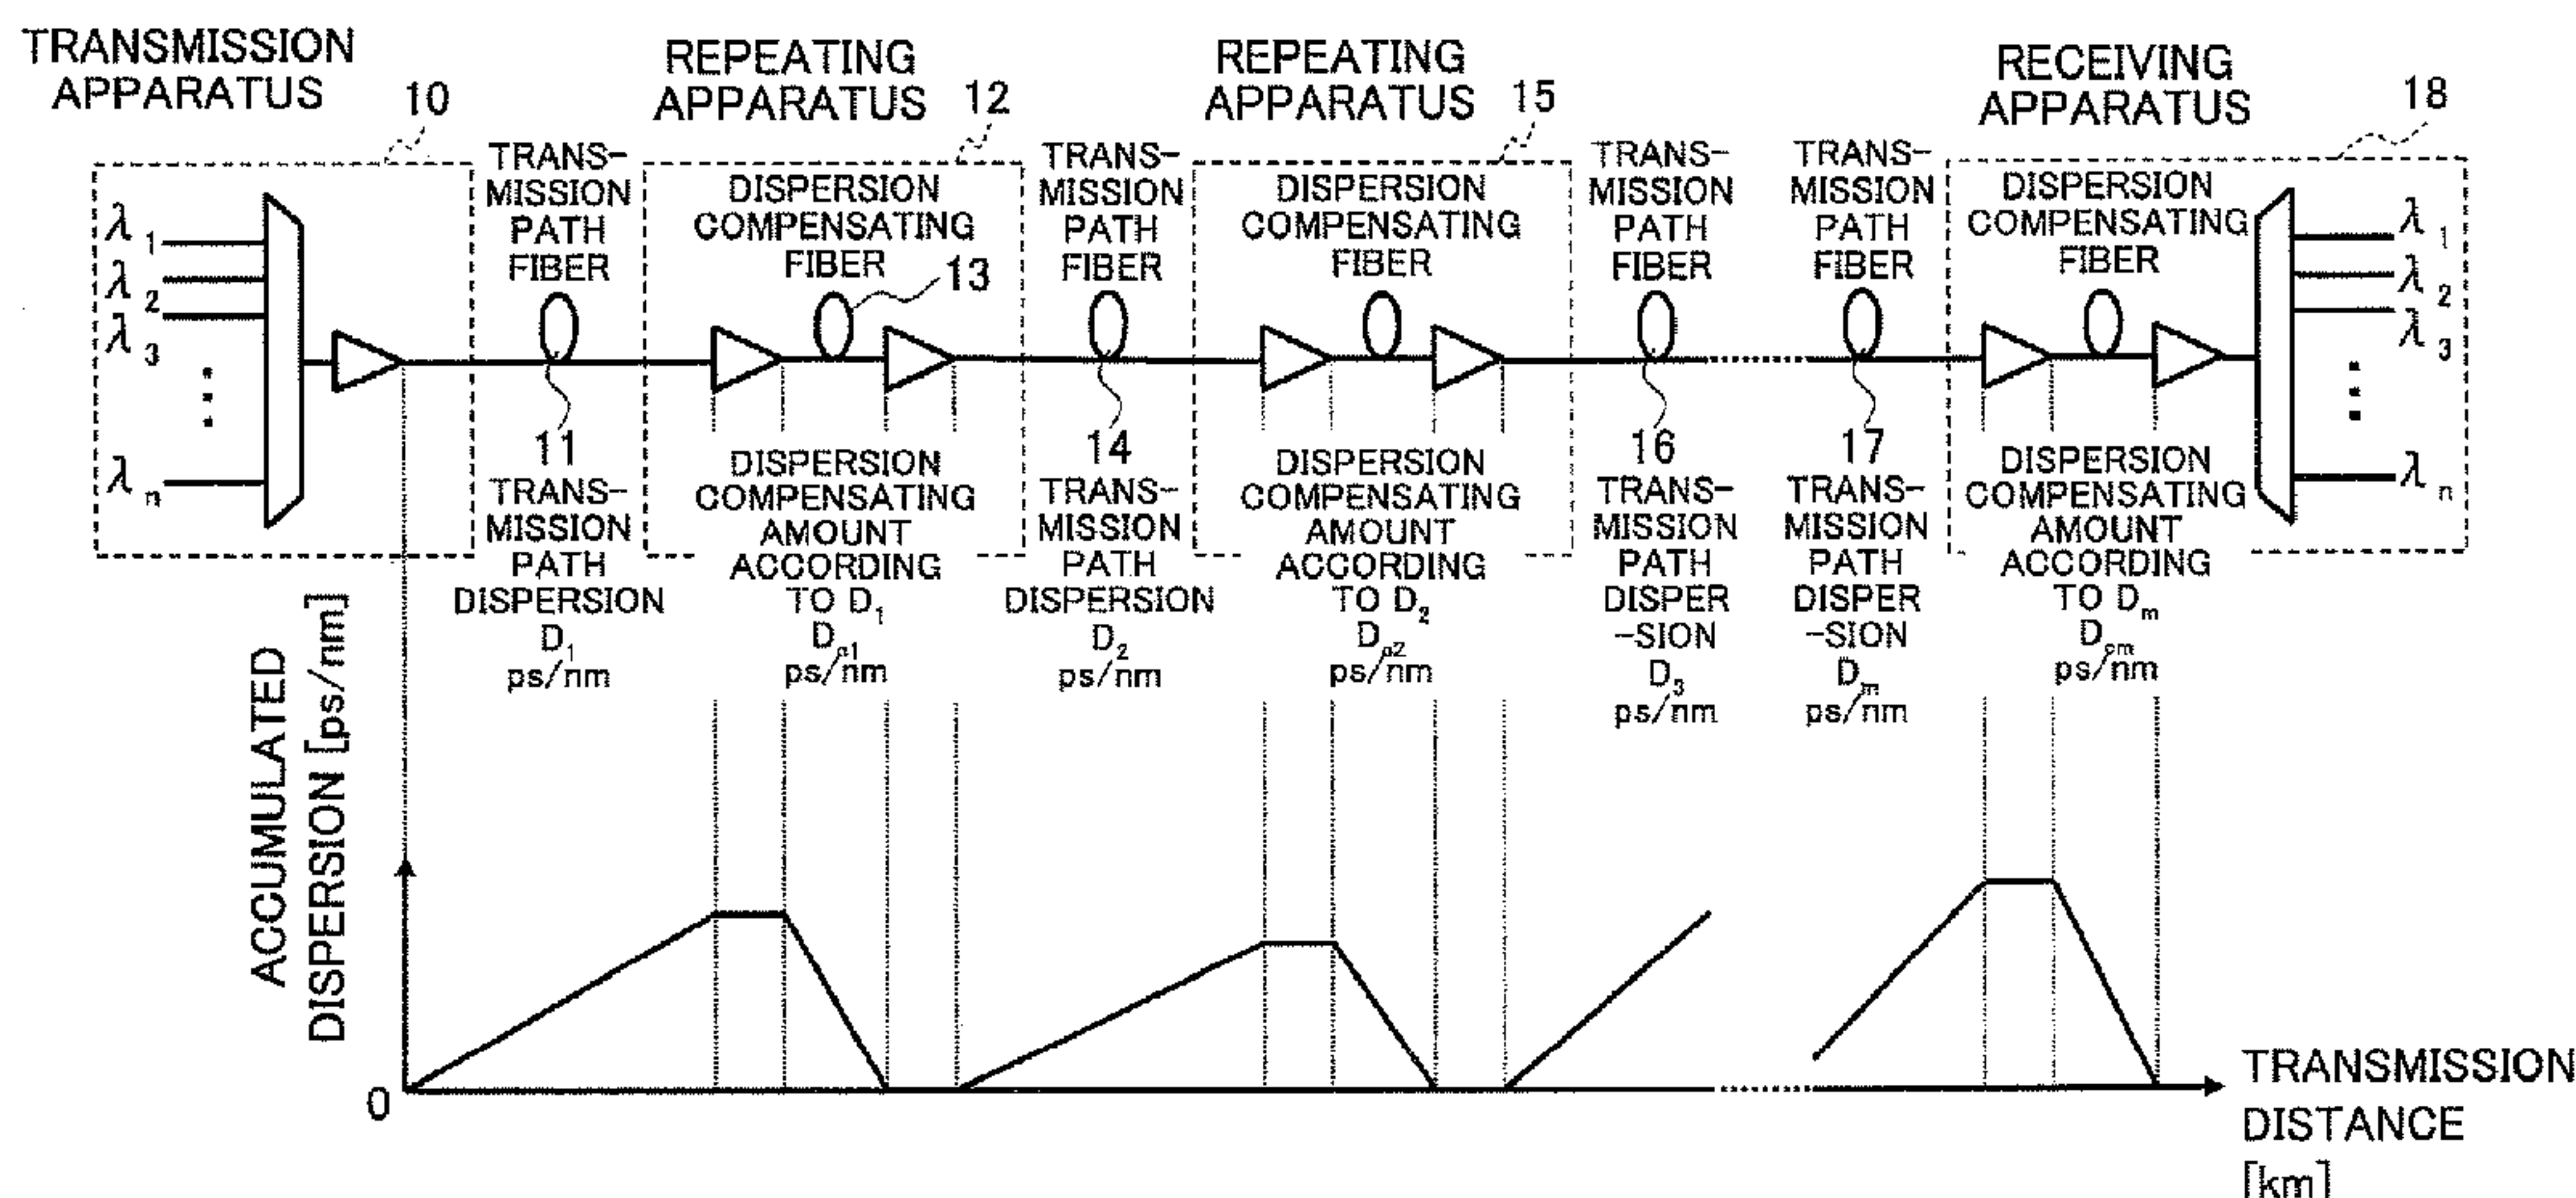 TRANSMISSION
APPARATUS
10
REPEATING
APPARATUS
12
REPEATING
APPARATUS
15
RECEIVING
APPARATUS
18
λ1
λ2
λ3
λn
TRANS-
MISSION
PATH
FIBER
11
TRANS-
MISSION
PATH
DISPERSION
D1
ps/nm
DISPERSION
COMPENSATING
FIBER
13
DISPERSION
COMPENSATING
AMOUNT
ACCORDING
TO D1
ps/nm
TRANS-
MISSION
PATH
FIBER
14
TRANS-
MISSION
PATH
DISPERSION
D2
ps/nm
DISPERSION
COMPENSATING
FIBER
DISPERSION
COMPENSATING
AMOUNT
ACCORDING
TO D2
ps/nm
TRANS-
MISSION
PATH
FIBER
16
TRANS-
MISSION
PATH
DISPER
-SION
D3
ps/nm
TRANS-
MISSION
PATH
FIBER
17
TRANS-
MISSION
PATH
DISPER
-SION
Dm
ps/nm
DISPERSION
COMPENSATING
FIBER
DISPERSION
COMPENSATING
AMOUNT
ACCORDING
TO Dm
Dcm
ps/nm
λ1
λ2
λ3
λn
ACCUMULATED
DISPERSION [ps/nm]
0
TRANSMISSION
DISTANCE
[km]